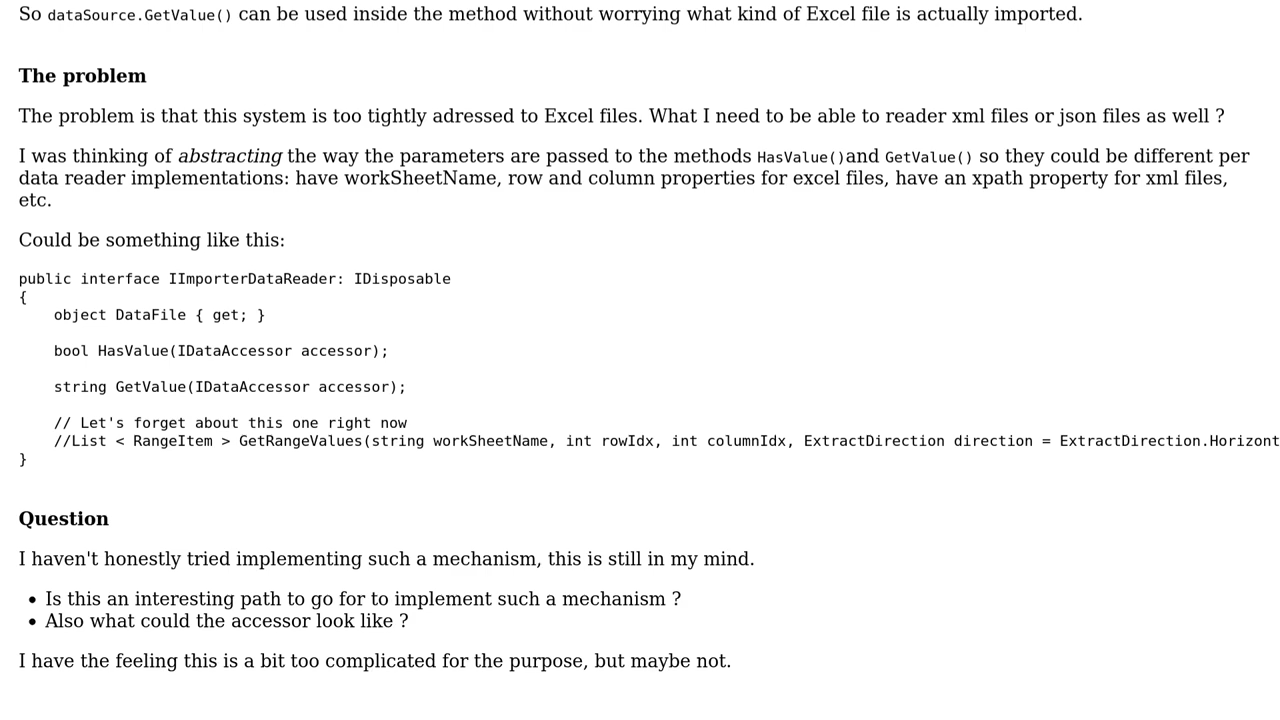 So dataSource.GetValue() can be used inside the method without worrying what kind of Excel file is actually imported.
The problem
The problem is that this system is too tightly adressed to Excel files. What I need to be able to reader xml files or json files as well ?
I was thinking of abstracting the way the parameters are passed to the methods HasValue()and GetValue() so they could be different per
data reader implementations: have workSheetName, row and column properties for excel files, have an xpath property for xml files,
etc.
Could be something like this:
public interface IImporterDataReader: IDisposable
{
    object DataFile { get; }
    bool HasValue(IDataAccessor accessor);
    string GetValue(IDataAccessor accessor);
    // Let's forget about this one right now
    //List < RangeItem > GetRangeValues(string workSheetName, int rowIdx, int columnIdx, ExtractDirection direction = ExtractDirection.Horizont
}
Question
I haven't honestly tried implementing such a mechanism, this is still in my mind.
• Is this an interesting path to go for to implement such a mechanism ?
• Also what could the accessor look like ?
I have the feeling this is a bit too complicated for the purpose, but maybe not.